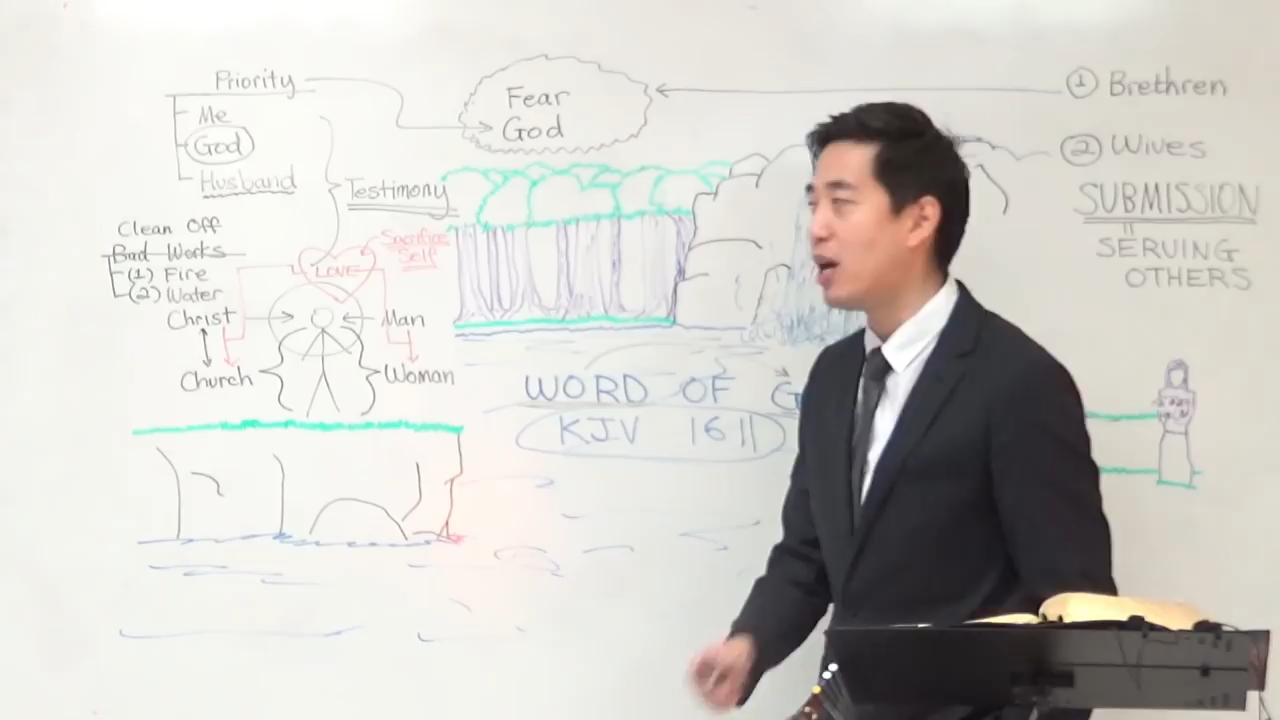 Priority
Me
God
Husband
Fear
God
① Brethren
② Wives
SUBMISSION
=
SERVING
OTHERS
Testimony
Clean Off
Bad Works
(1) Fire
(2) Water
LOVE
Sacrifice
Self
Christ
Man
Church
Woman
WORD OF G
KJV 1611